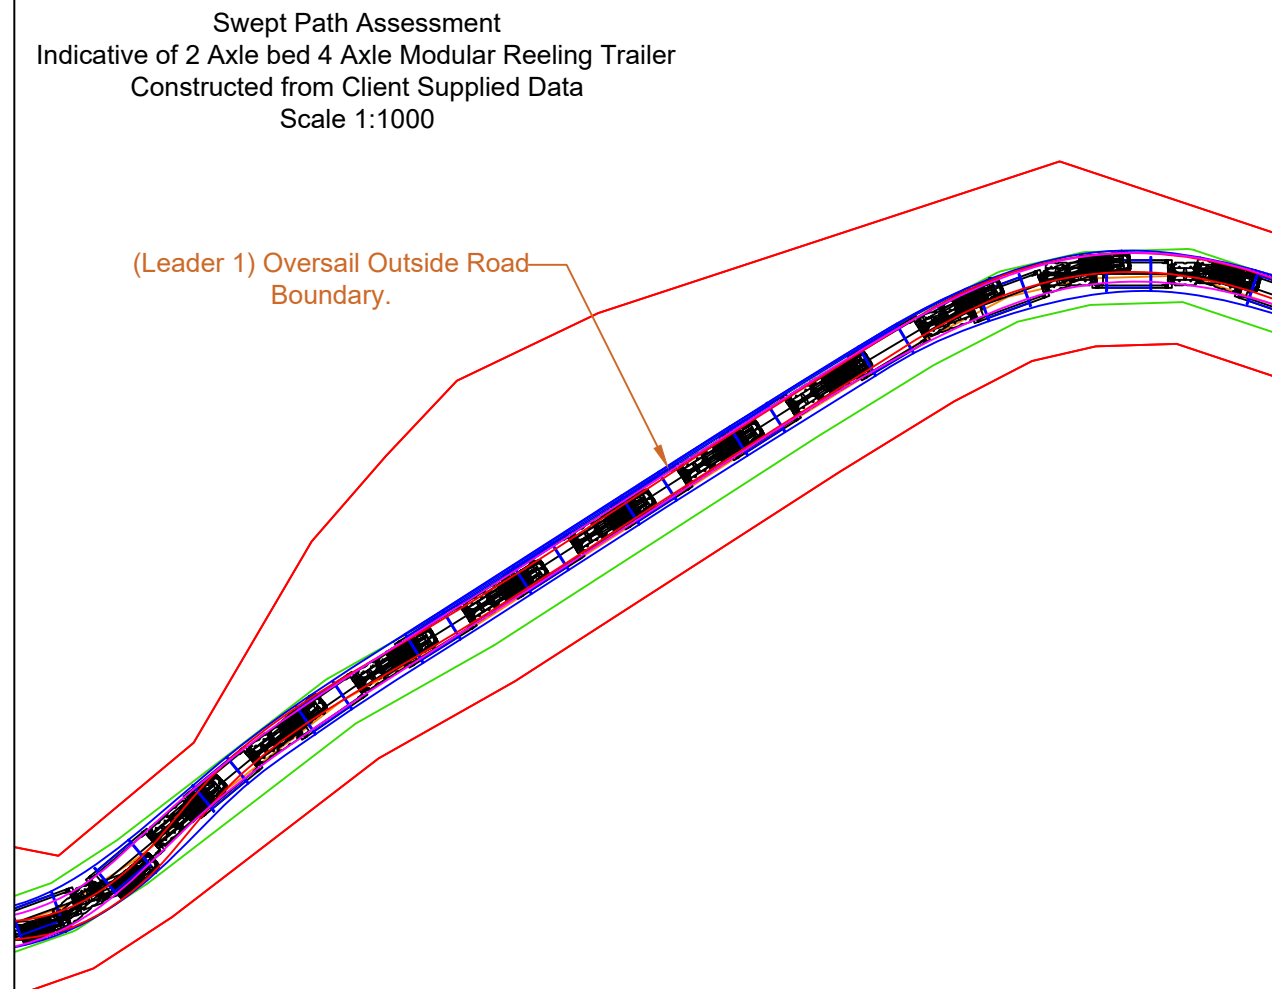 Swept Path Assessment
Indicative of 2 Axle bed 4 Axle Modular Reeling Trailer
Constructed from Client Supplied Data
Scale 1:1000
(Leader 1) Oversail Outside Road
Boundary.